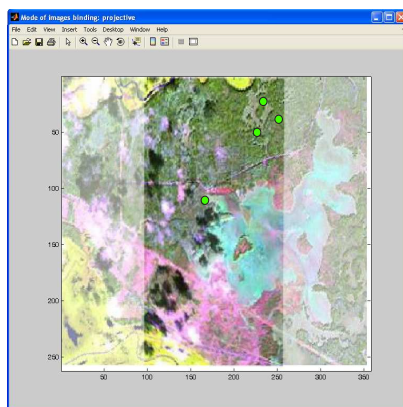 Mode of images binding: projective
File Edit View Insert Tools Desktop Window Help
50
100
150
200
250
50 100 150 200 250 300 350